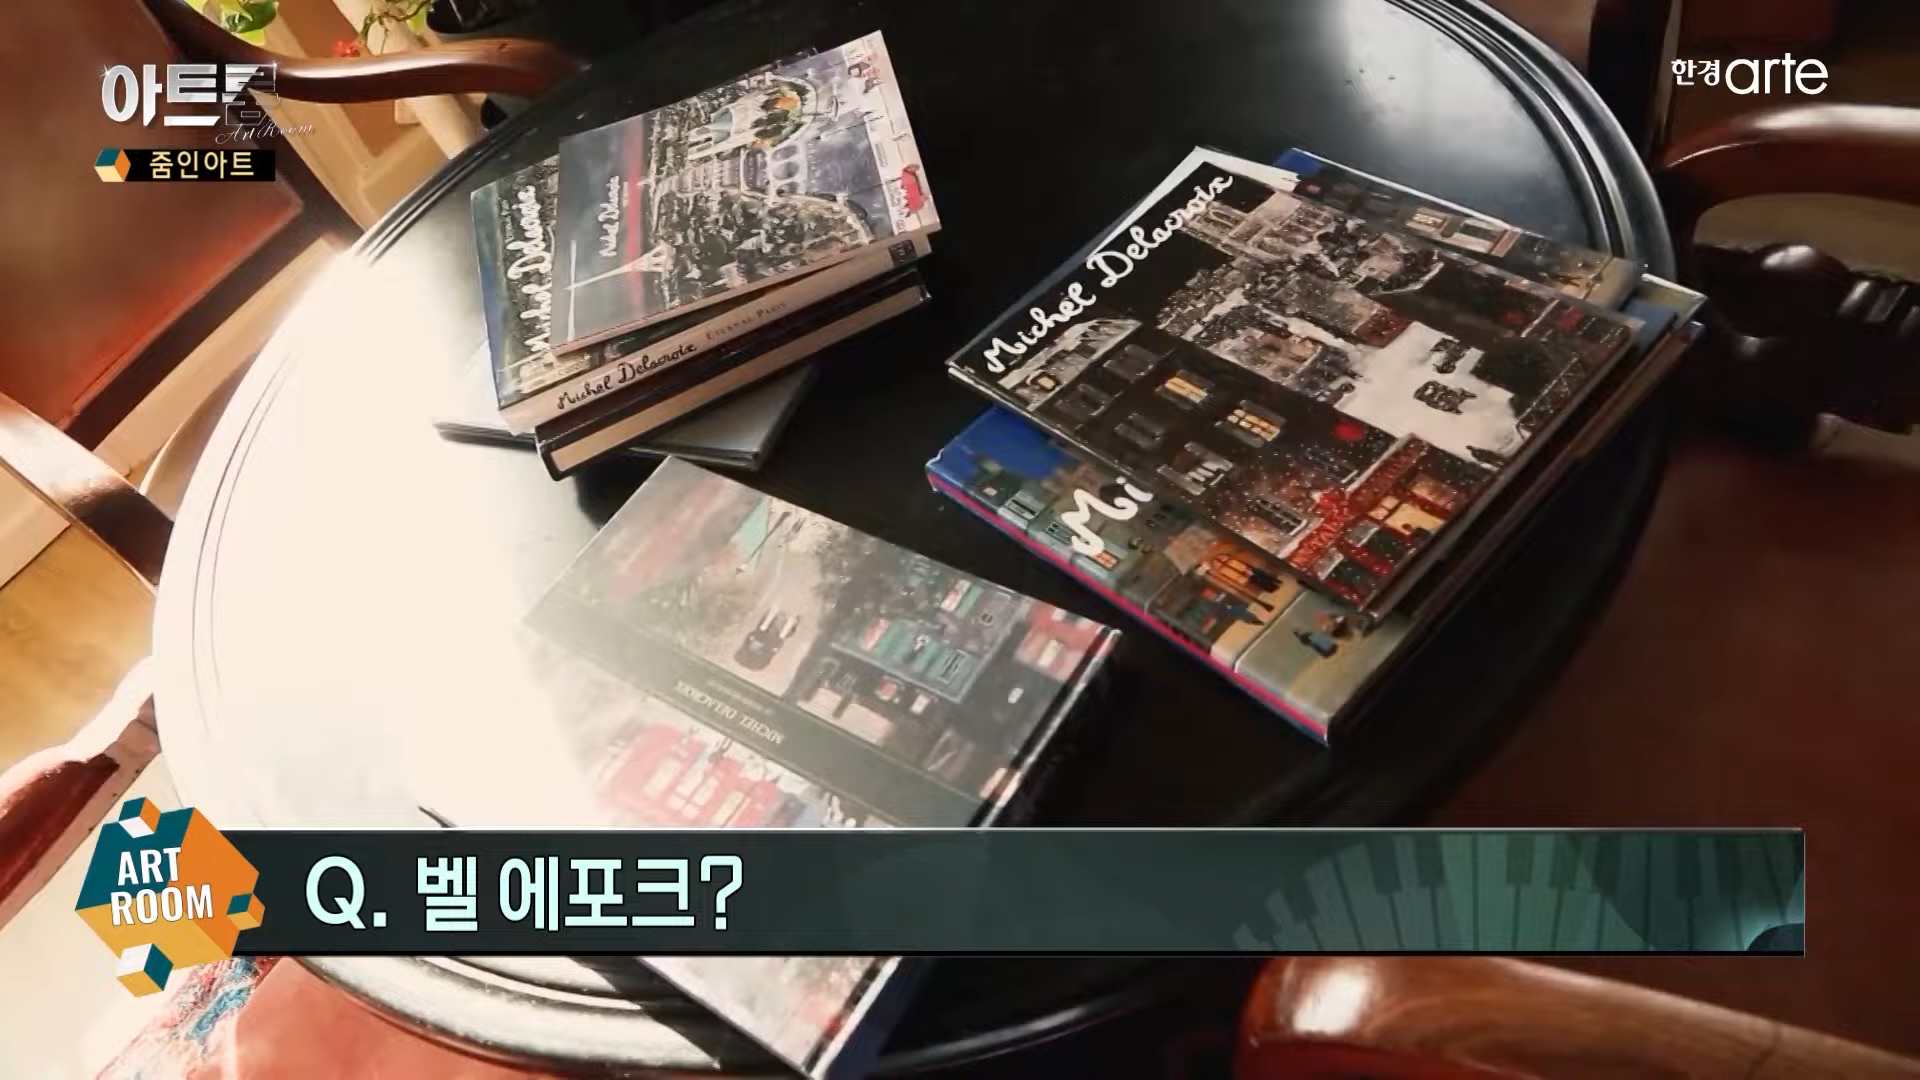 아트룸
Art Room
줌인아트
한경arte
Michel Delacroix
Michel Delacroix
Michel Delacroix ETERNAL PARIS
Michel Delacroix
Mi
MICHEL DELACROIX
ART
ROOM
Q. 벨 에포크?